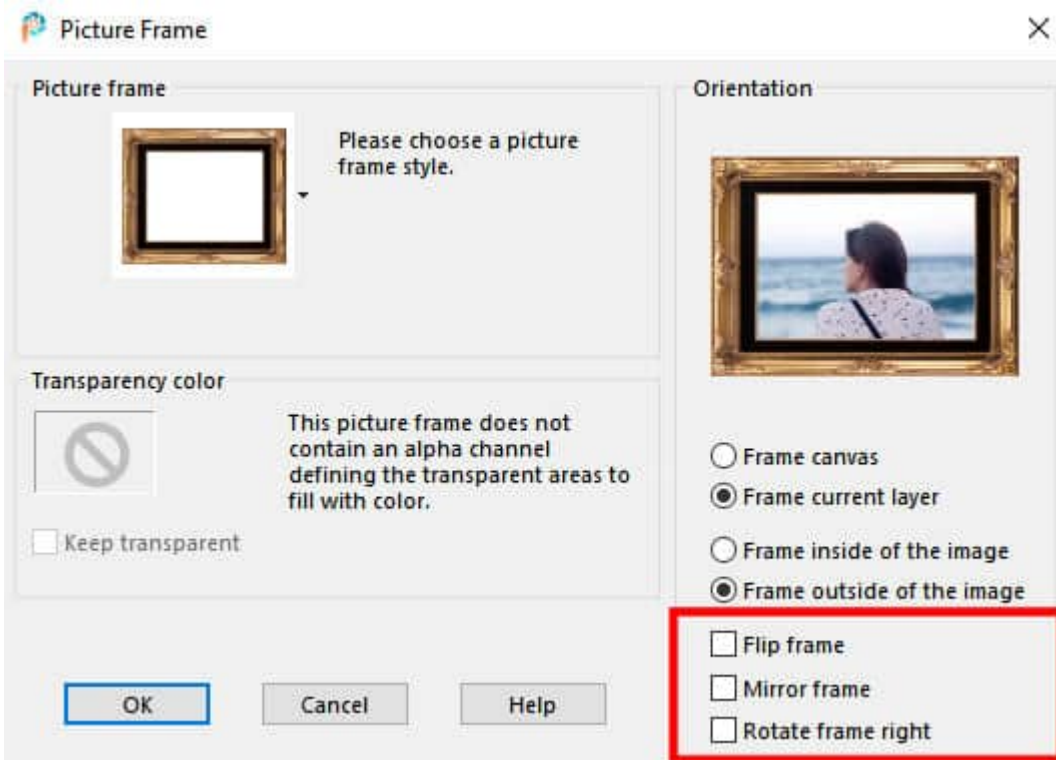 Picture Frame
Picture frame
Please choose a picture
frame style.
Transparency color
This picture frame does not
contain an alpha channel
defining the transparent areas to
fill with color.
Keep transparent
OK
Cancel
Help
Orientation
Frame canvas
Frame current layer
Frame inside of the image
Frame outside of the image
Flip frame
Mirror frame
Rotate frame right